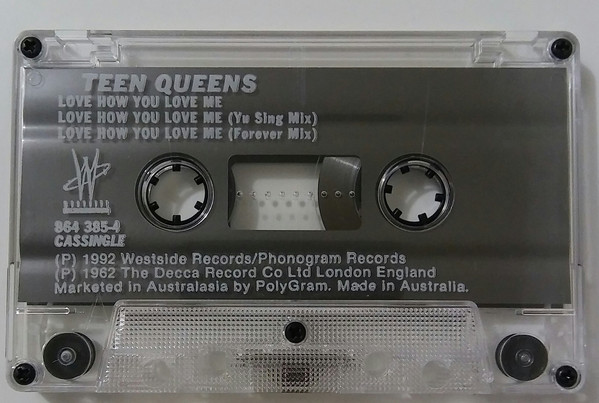 TEEN QUEENS
LOVE HOW YOU LOVE ME
LOVE HOW YOU LOVE ME (Yu Sing Mix)
LOVE HOW YOU LOVE ME (Forever Mix)
864 385-4
CASSINGLE
(P) 1992 Westside Records/Phonogram Records
(P) 1962 The Decca Record Co Ltd London England
Marketed in Australasia by PolyGram. Made in Australia.